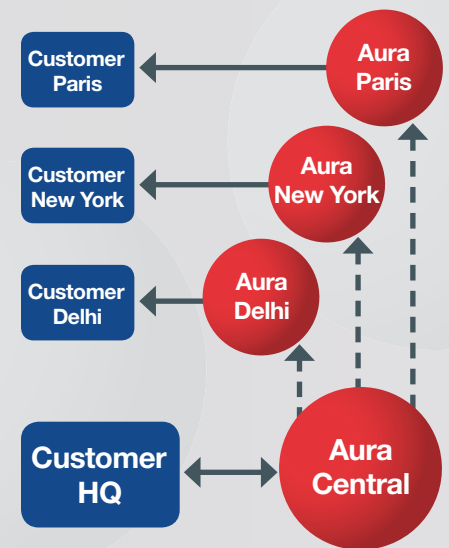 Customer
Paris
Aura
Paris
Customer
New York
Aura
New York
Customer
Delhi
Aura
Delhi
Customer
HQ
Aura
Central